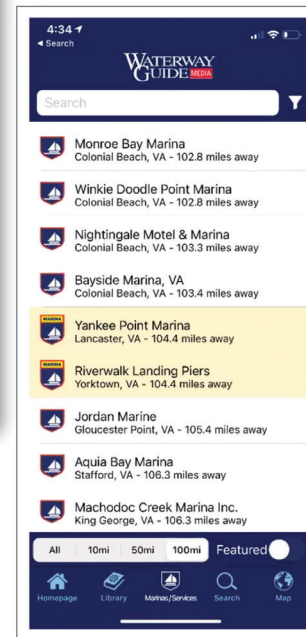 4:34
Search
WATERWAY
GUIDE MEDIA
Search
Monroe Bay Marina
Colonial Beach, VA - 102.8 miles away
Winkie Doodle Point Marina
Colonial Beach, VA - 102.8 miles away
Nightingale Motel & Marina
Colonial Beach, VA - 103.3 miles away
Bayside Marina, VA
Colonial Beach, VA - 103.4 miles away
MARINA
Yankee Point Marina
Lancaster, VA - 104.4 miles away
MARINA
Riverwalk Landing Piers
Yorktown, VA - 104.4 miles away
Jordan Marine
Gloucester Point, VA - 105.4 miles away
Aquia Bay Marina
Stafford, VA - 106.3 miles away
Machodoc Creek Marina Inc.
King George, VA - 106.3 miles away
All 10mi 50mi 100mi Featured
Homepage Library Marinas/Services Search Map